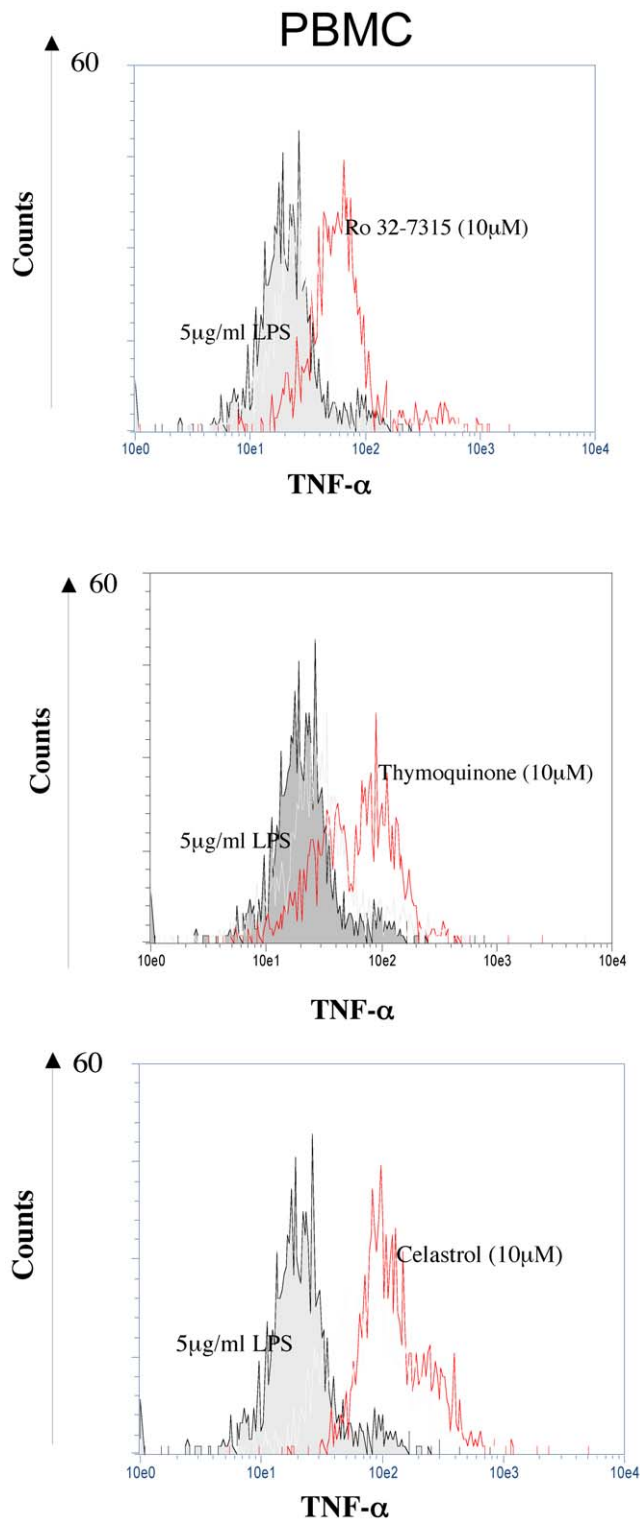 PBMC
60
Counts
Ro 32-7315 (10µM)
5µg/ml LPS
10e0 10e1 10e2 10e3 10e4
TNF-α
60
Counts
Thymoquinone (10µM)
5µg/ml LPS
10e0 10e1 10e2 10e3 10e4
TNF-α
60
Counts
Celastrol (10µM)
5µg/ml LPS
10e0 10e1 10e2 10e3 10e4
TNF-α